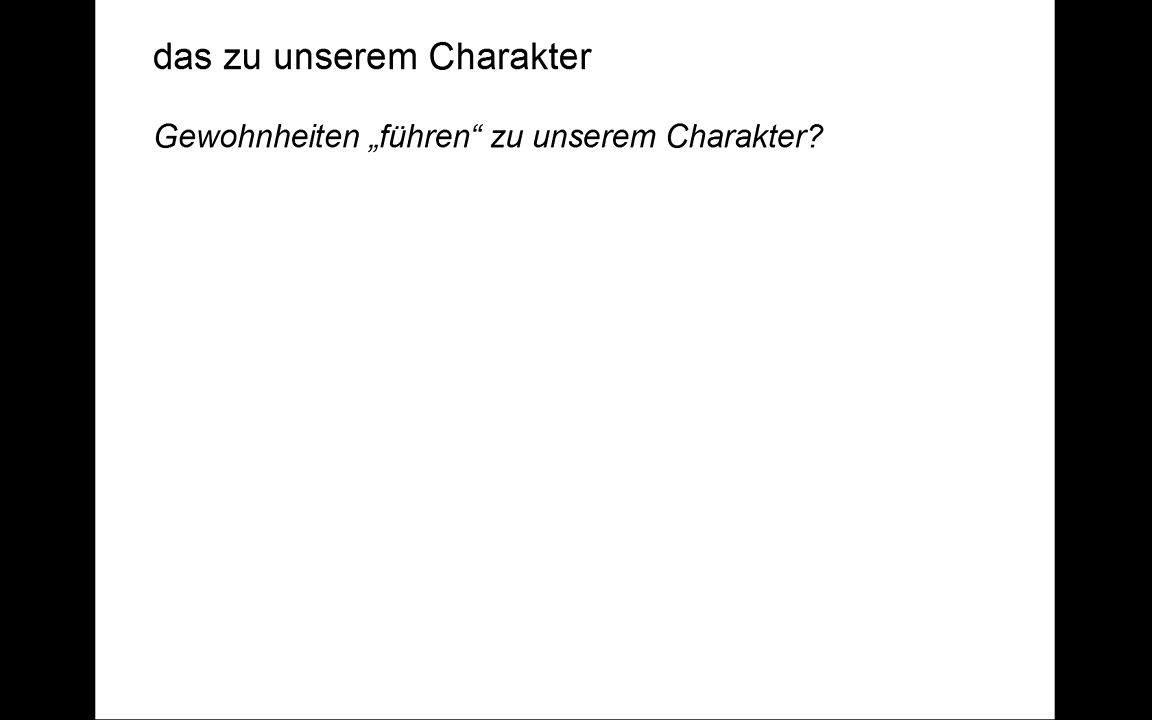 das zu unserem Charakter
Gewohnheiten „führen“ zu unserem Charakter?